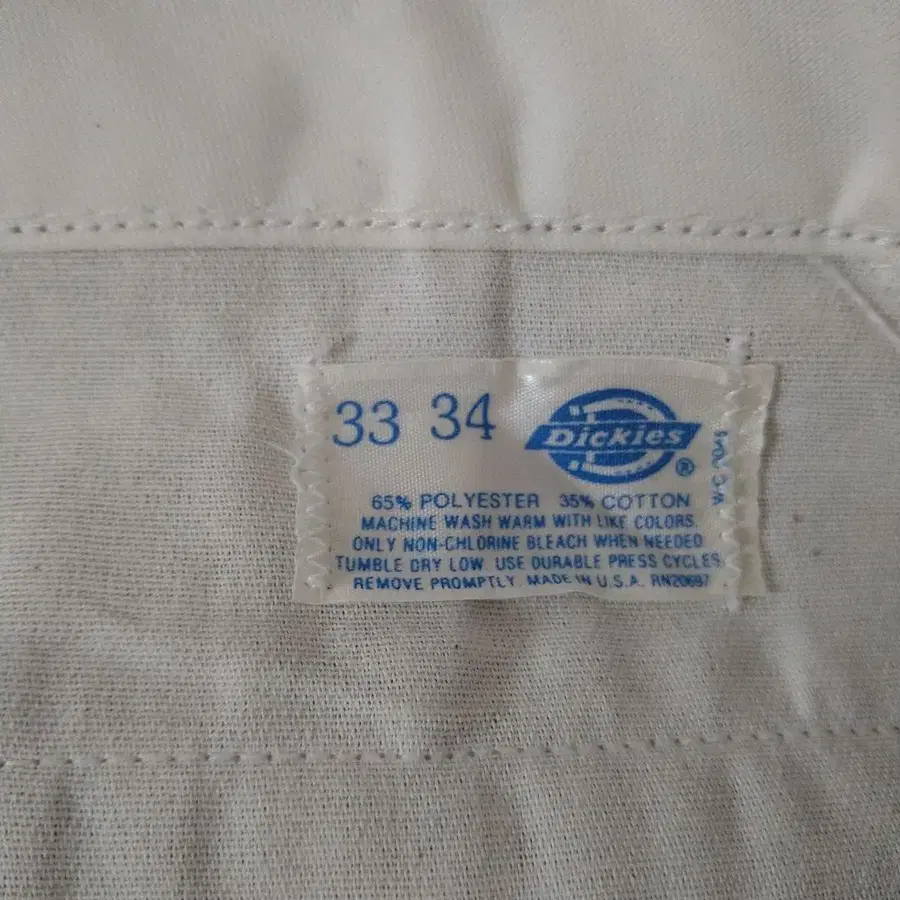 33 34 Dickies ®
65% POLYESTER 35% COTTON
MACHINE WASH WARM WITH LIKE COLORS.
ONLY NON-CHLORINE BLEACH WHEN NEEDED
TUMBLE DRY LOW. USE DURABLE PRESS CYCLES
REMOVE PROMPTLY. MADE IN U.S.A. RN20697